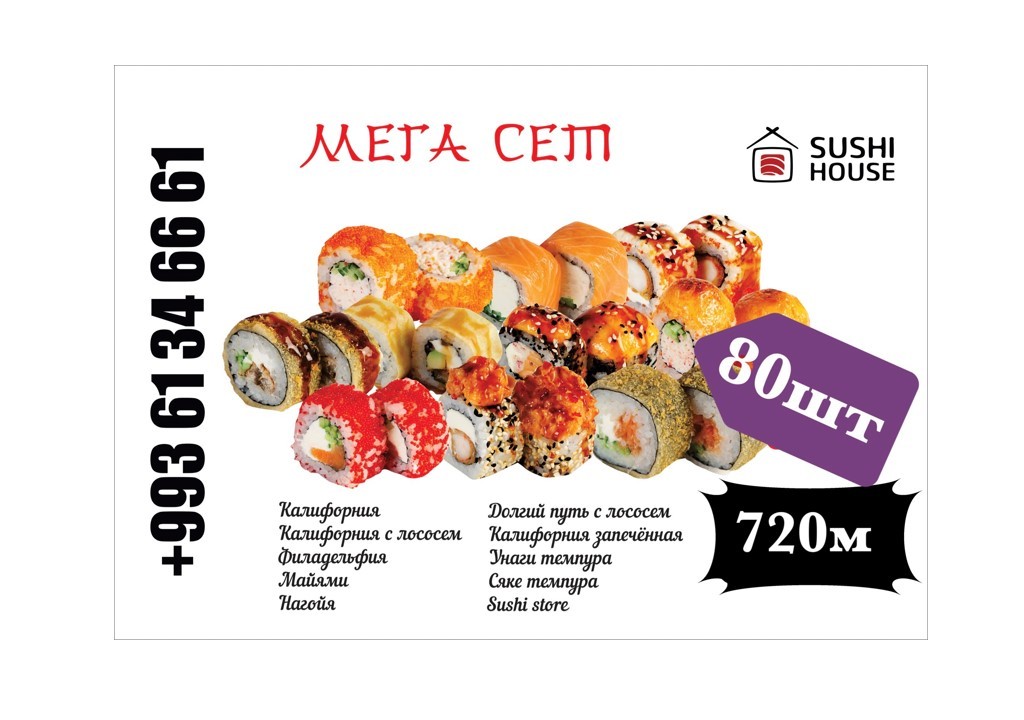 МЕГА СЕТ
SUSHI
HOUSE
+993 61 34 66 61
80шт
720м
Калифорния
Калифорния с лососем
Филадельфия
Майями
Нагойя
Долгий путь с лососем
Калифорния запечённая
Унаги темпура
Сяке темпура
Sushi store